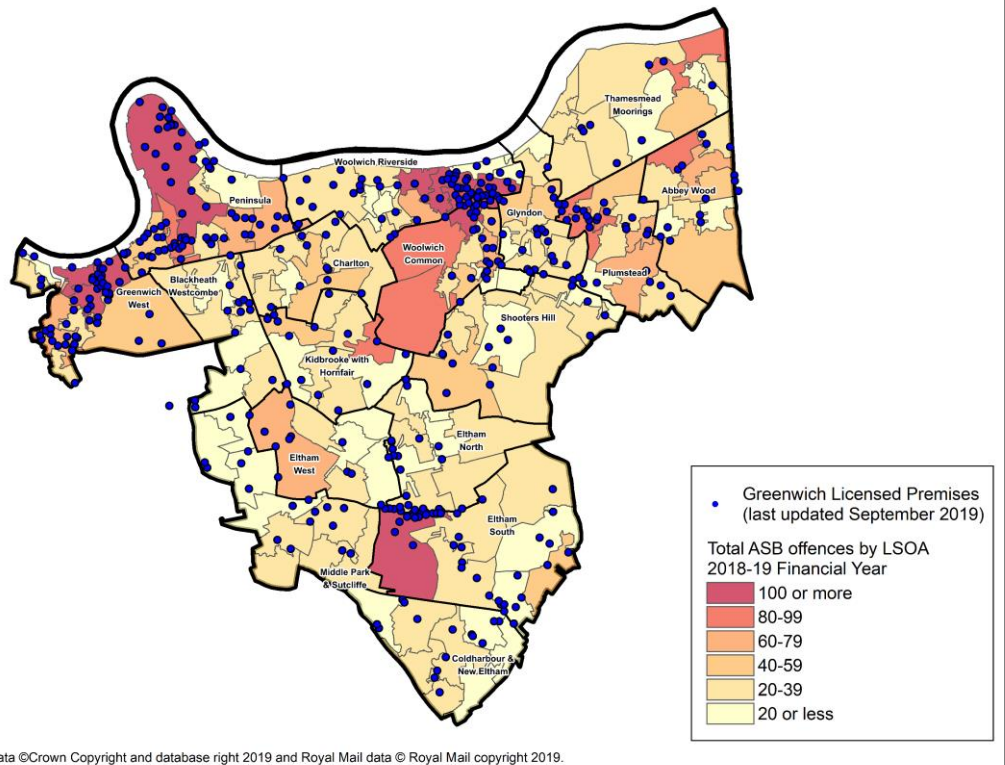 Thamesmead
Moorings
Woolwich Riverside
Abbey Wood
Peninsula
Glyndon
Woolwich
Common
Charlton
Plumstead
Blackheath
Westcombe
Greenwich
West
Shooters Hill
Kidbrooke with
Hornfair
Eltham
North
Eltham
West
Eltham
South
Middle Park
& Sutcliffe
Coldharbour &
New Eltham
Greenwich Licensed Premises
(last updated September 2019)
Total ASB offences by LSOA
2018-19 Financial Year
100 or more
80-99
60-79
40-59
20-39
20 or less
ata ©Crown Copyright and database right 2019 and Royal Mail data © Royal Mail copyright 2019.